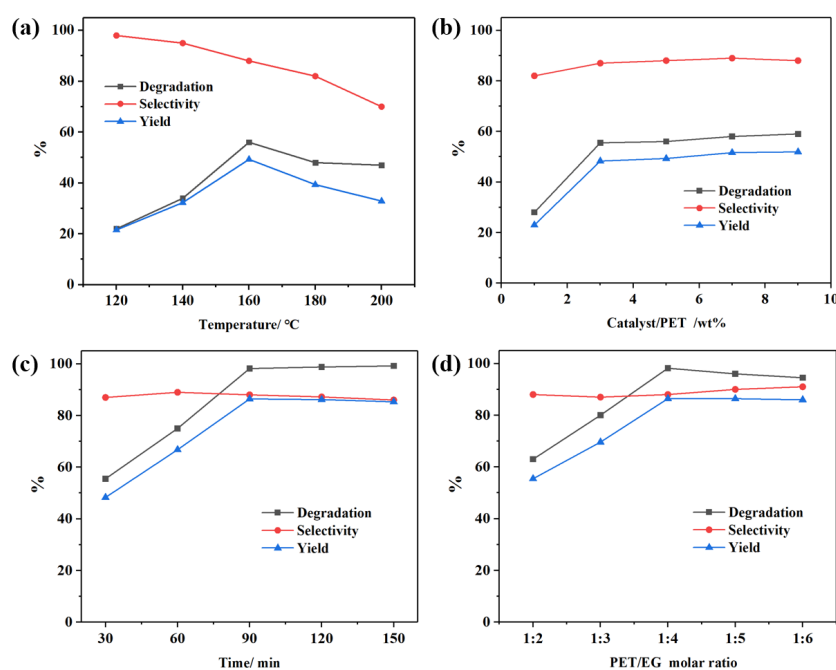 (a)
100
80
60
40
20
0
%
Degradation
Selectivity
Yield
120 140 160 180 200
Temperature/ °C
(b)
100
80
60
40
20
0
%
Degradation
Selectivity
Yield
0 2 4 6 8 10
Catalyst/PET /wt%
(c)
100
80
60
40
20
0
%
Degradation
Selectivity
Yield
30 60 90 120 150
Time/ min
(d)
100
80
60
40
20
0
%
Degradation
Selectivity
Yield
1:2 1:3 1:4 1:5 1:6
PET/EG molar ratio